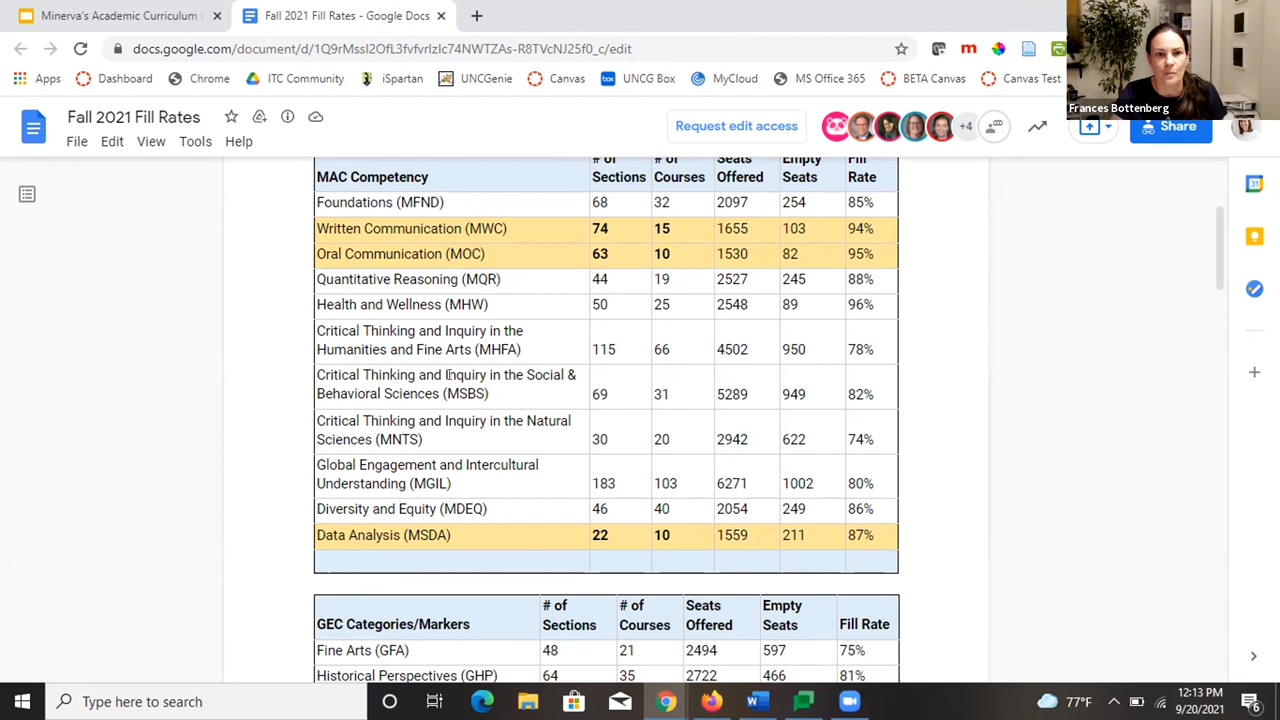 Minerva's Academic Curriculum
Fall 2021 Fill Rates - Google Docs
docs.google.com/document/d/
Apps
Dashboard
Chrome
ITC Community
iSpartan
UNCGenie
Canvas
UNCG Box
MyCloud
MS Office 365
BETA Canvas
Canvas Test
Frances Bottenberg
Fall 2021 Fill Rates
File Edit View Tools Help
Request edit access
+4
Share
MAC Competency # of Sections # of Courses Seats Offered Empty Seats Fill Rate
Foundations (MFND) 68 32 2097 254 85%
Written Communication (MWC) 74 15 1655 103 94%
Oral Communication (MOC) 63 10 1530 82 95%
Quantitative Reasoning (MQR) 44 19 2527 245 88%
Health and Wellness (MHW) 50 25 2548 89 96%
Critical Thinking and Inquiry in the
Humanities and Fine Arts (MHFA) 115 66 4502 950 78%
Critical Thinking and Inquiry in the Social &
Behavioral Sciences (MSBS) 69 31 5289 949 82%
Critical Thinking and Inquiry in the Natural
Sciences (MNTS) 30 20 2942 622 74%
Global Engagement and Intercultural
Understanding (MGIL) 183 103 6271 1002 80%
Diversity and Equity (MDEQ) 46 40 2054 249 86%
Data Analysis (MSDA) 22 10 1559 211 87%
GEC Categories/Markers # of Sections # of Courses Seats Offered Empty Seats Fill Rate
Fine Arts (GFA) 48 21 2494 597 75%
Historical Perspectives (GHP) 64 35 2722 466 81%
Type here to search
77°F
12:13 PM
9/20/2021
6